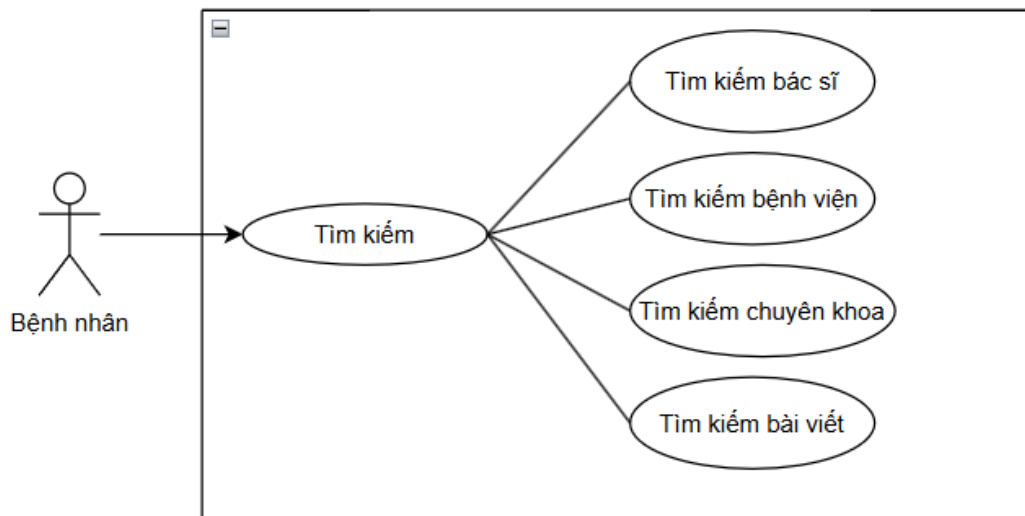 Tìm kiếm bác sĩ
Tìm kiếm bệnh viện
Tìm kiếm
Tìm kiếm chuyên khoa
Bệnh nhân
Tìm kiếm bài viết